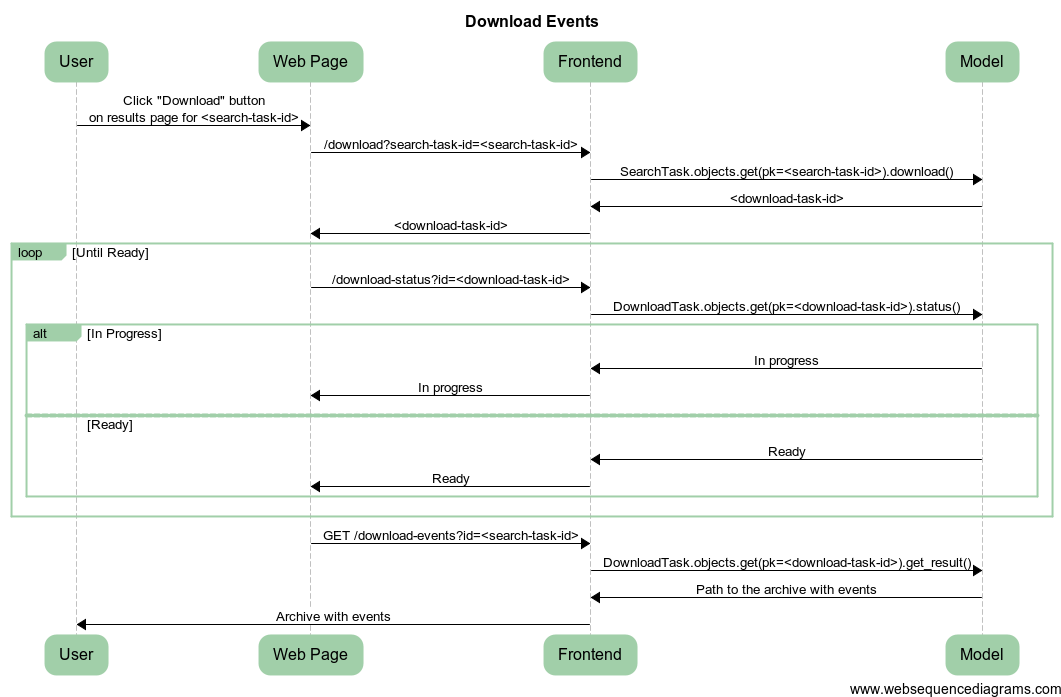 Download Events
User
Web Page
Frontend
Model
Click "Download" button
on results page for <search-task-id>
/download?search-task-id=<search-task-id>
SearchTask.objects.get(pk=<search-task-id>).download()
<download-task-id>
<download-task-id>
loop
[Until Ready]
/download-status?id=<download-task-id>
DownloadTask.objects.get(pk=<download-task-id>).status()
alt
[In Progress]
In progress
In progress
[Ready]
Ready
Ready
GET /download-events?id=<search-task-id>
DownloadTask.objects.get(pk=<download-task-id>).get_result()
Path to the archive with events
Archive with events
User
Web Page
Frontend
Model
www.websequencediagrams.com